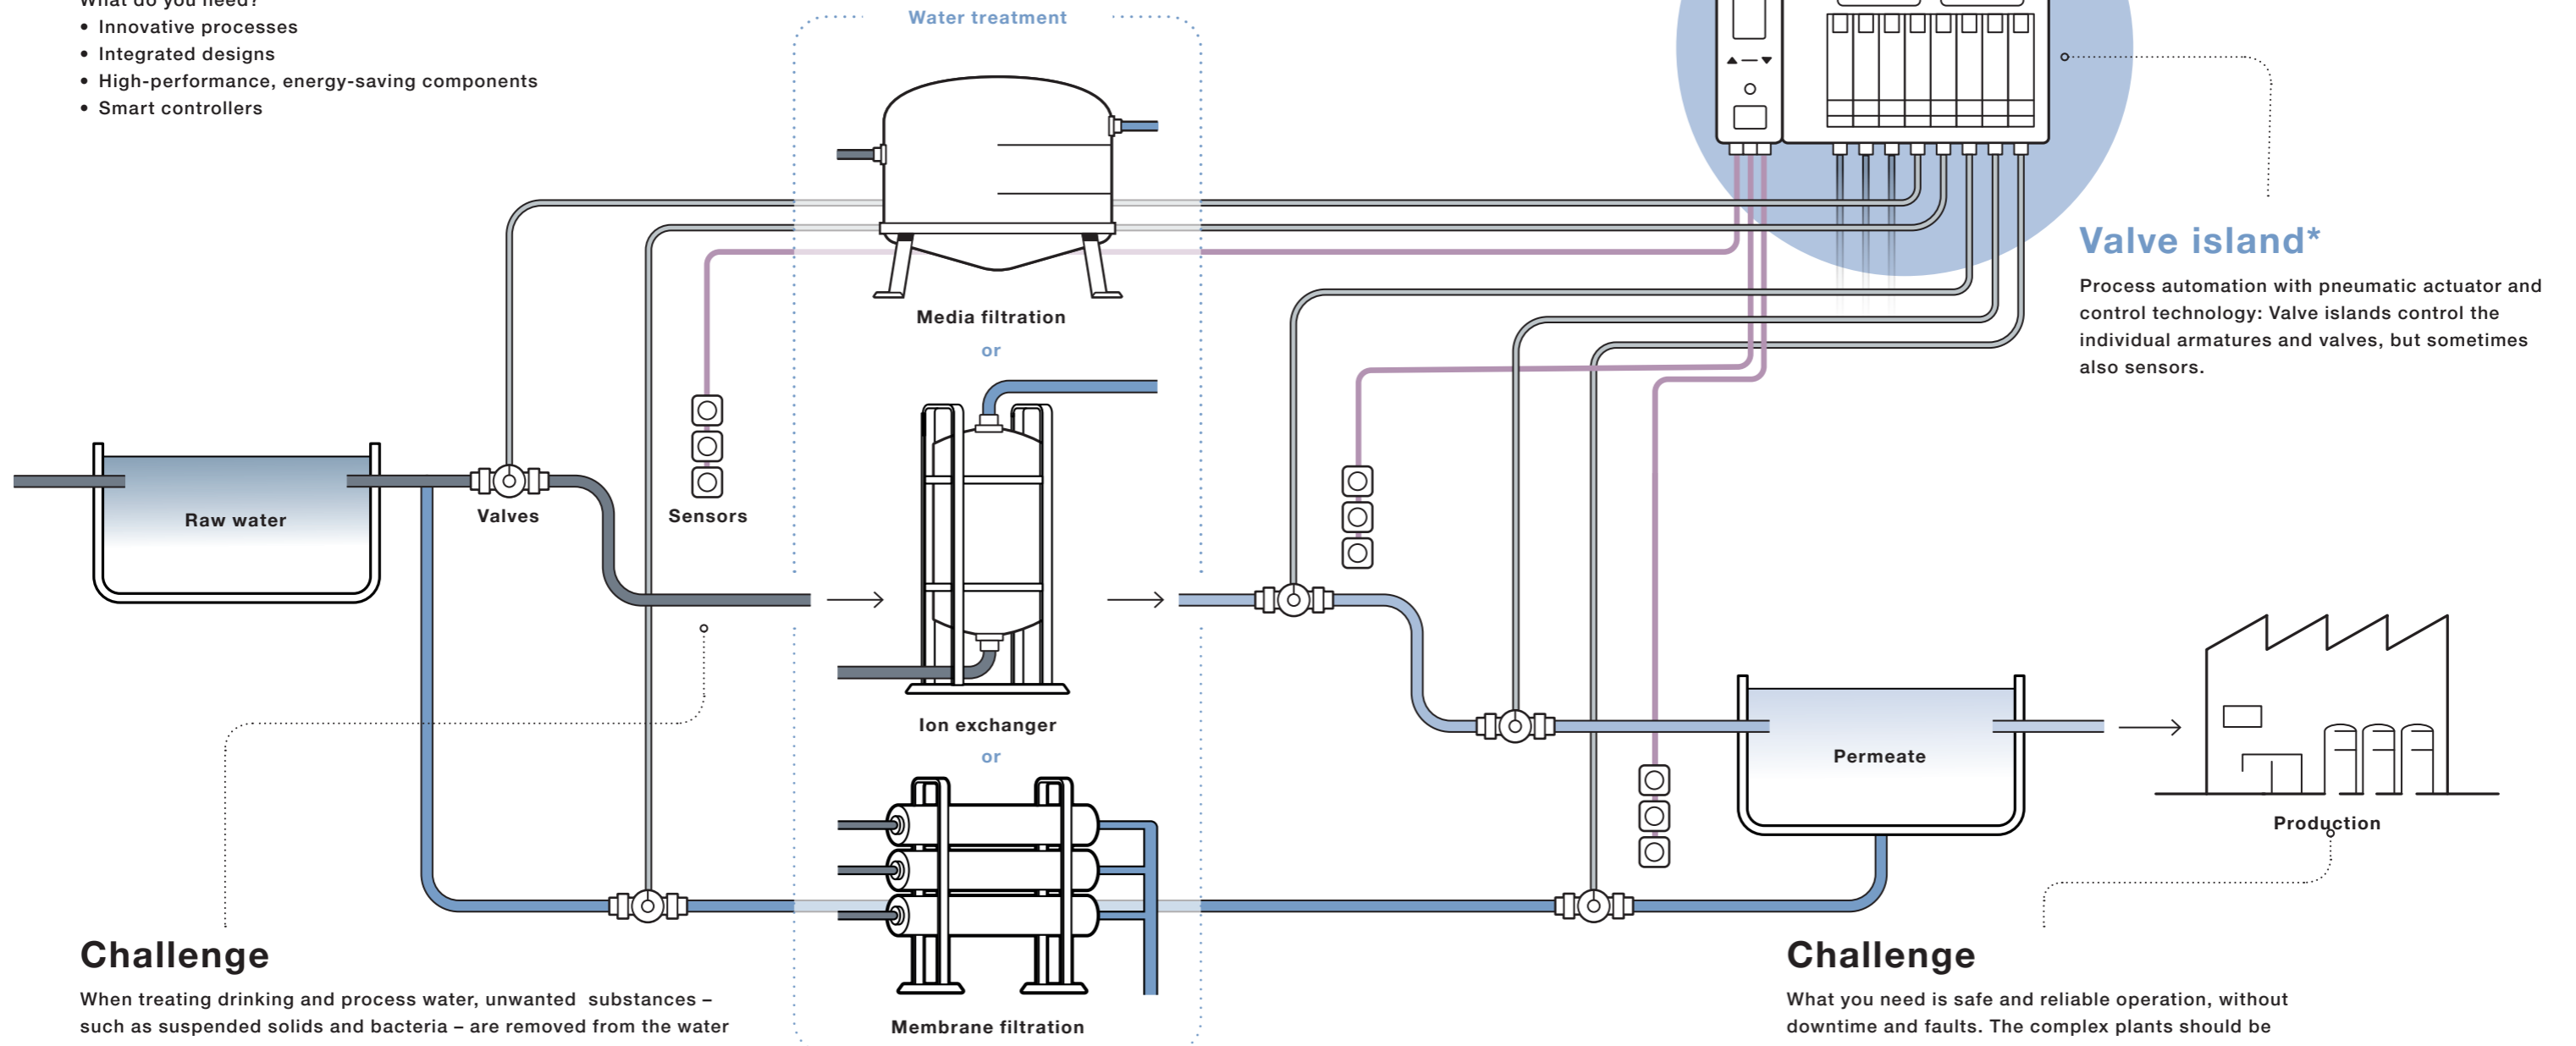 What do you need?
• Innovative processes
• Integrated designs
• High-performance, energy-saving components
• Smart controllers
Water treatment
Media filtration
or
Valve island*
Process automation with pneumatic actuator and
control technology: Valve islands control the
individual armatures and valves, but sometimes
also sensors.
Raw water
Valves
Sensors
Ion exchanger
or
Permeate
Production
Membrane filtration
Challenge
When treating drinking and process water, unwanted substances –
such as suspended solids and bacteria – are removed from the water
Challenge
What you need is safe and reliable operation, without
downtime and faults. The complex plants should be